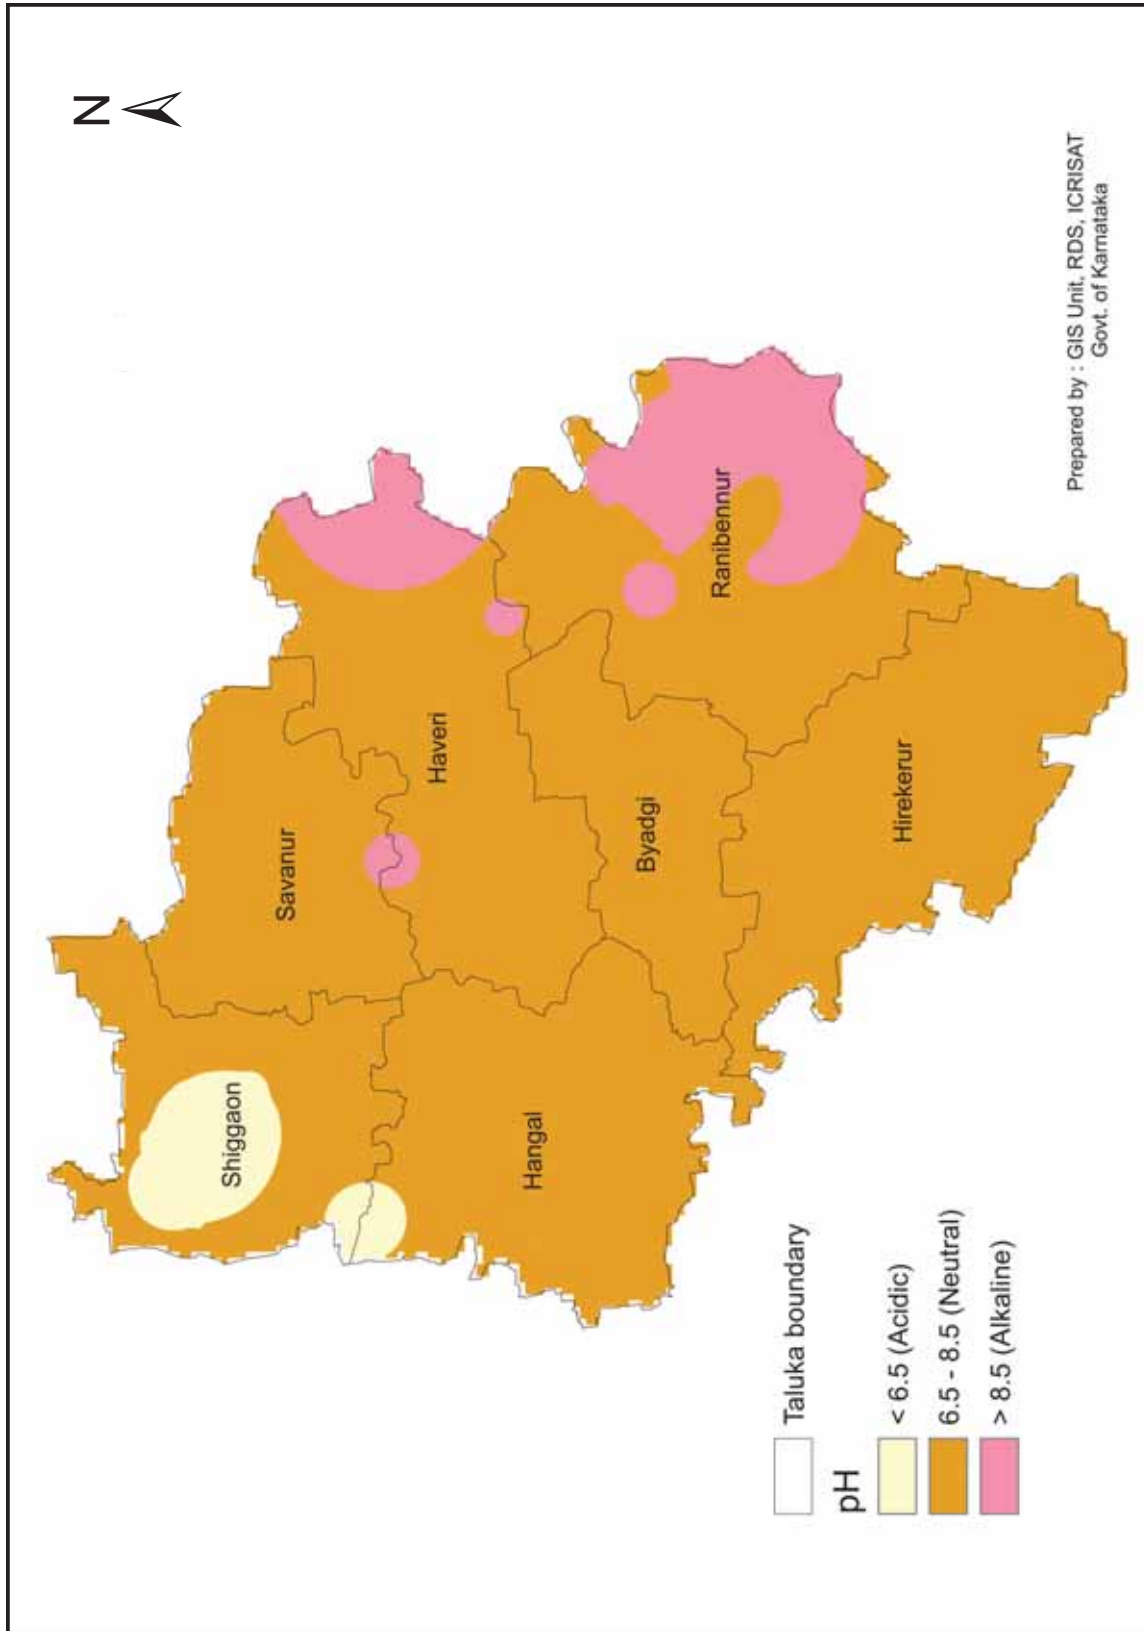 N
Shiggaon
Savanur
Haveri
Hangal
Byadgi
Ranibennur
Hirekerur
Taluka boundary
pH
< 6.5 (Acidic)
6.5 - 8.5 (Neutral)
> 8.5 (Alkaline)
Prepared by : GIS Unit, RDS, ICRISAT
Govt. of Karnataka